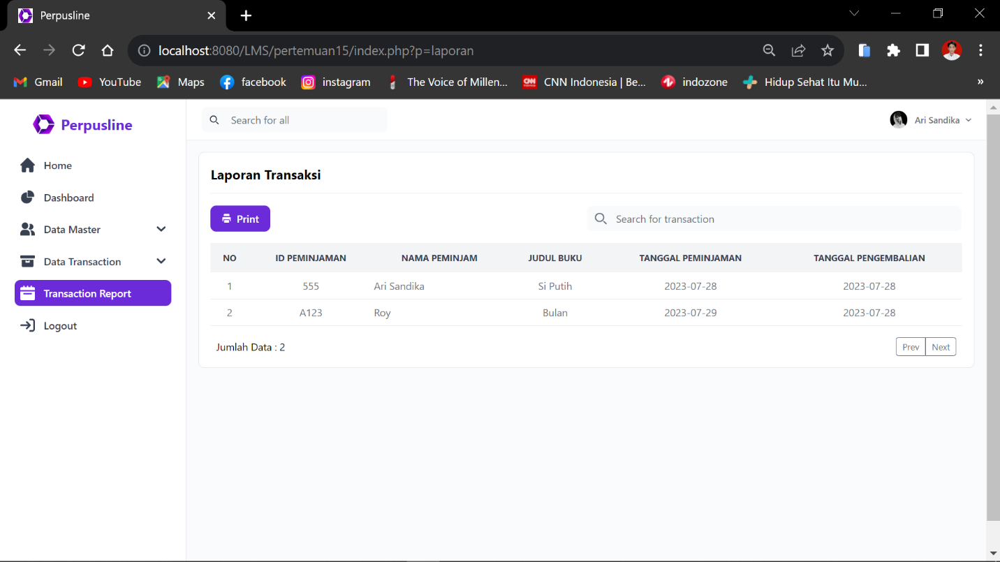 Perpusline
localhost:8080/LMS/pertemuan15/index.php?p=laporan
Gmail YouTube Maps facebook instagram The Voice of Millen... CNN Indonesia | Be... indozone Hidup Sehat Itu Mu... »
Perpusline
Search for all
Ari Sandika
Home
Dashboard
Data Master
Data Transaction
Transaction Report
Logout
Laporan Transaksi
Print
Search for transaction
NO ID PEMINJAMAN NAMA PEMINJAM JUDUL BUKU TANGGAL PEMINJAMAN TANGGAL PENGEMBALIAN
1 555 Ari Sandika Si Putih 2023-07-28 2023-07-28
2 A123 Roy Bulan 2023-07-29 2023-07-28
Jumlah Data : 2
Prev Next